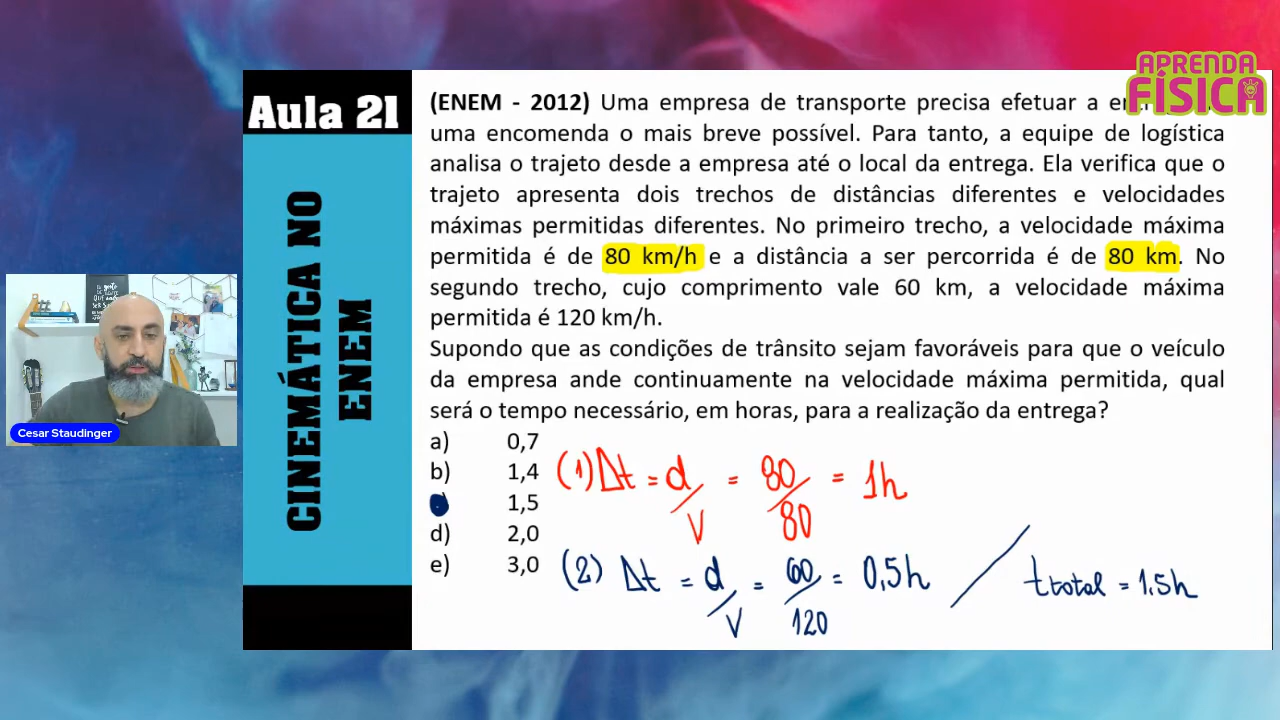 APRENDA
FÍSICA
Aula 21
CINEMÁTICA NO
ENEM
Cesar Staudinger
(ENEM - 2012) Uma empresa de transporte precisa efetuar a
uma encomenda o mais breve possível. Para tanto, a equipe de logística
analisa o trajeto desde a empresa até o local da entrega. Ela verifica que o
trajeto apresenta dois trechos de distâncias diferentes e velocidades
máximas permitidas diferentes. No primeiro trecho, a velocidade máxima
permitida é de 80 km/h e a distância a ser percorrida é de 80 km. No
segundo trecho, cujo comprimento vale 60 km, a velocidade máxima
permitida é 120 km/h.
Supondo que as condições de trânsito sejam favoráveis para que o veículo
da empresa ande continuamente na velocidade máxima permitida, qual
será o tempo necessário, em horas, para a realização da entrega?
a) 0,7
b) 1,4
1,5
d) 2,0
e) 3,0
(1) Δt = d/V = 80/80 = 1h
(2) Δt = d/V = 60/120 = 0,5h / t total = 1,5h